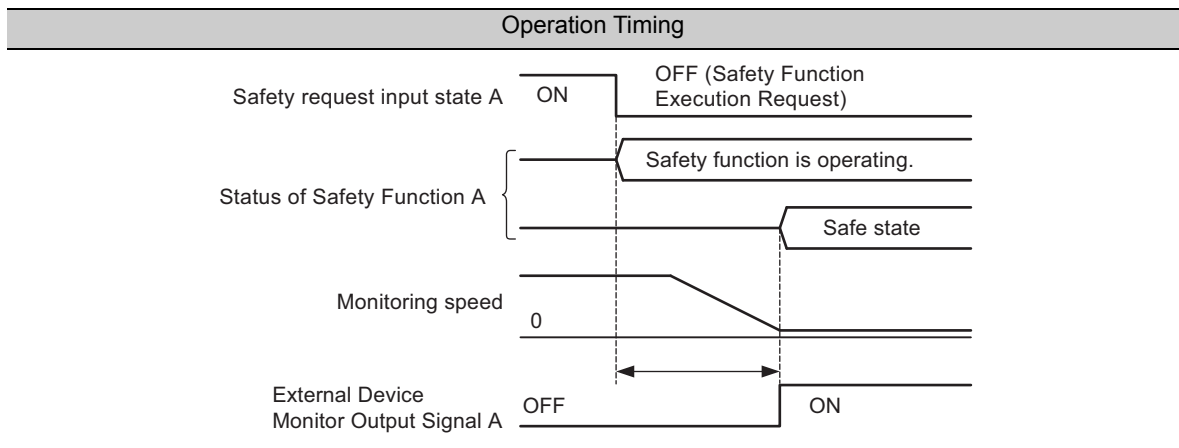 Operation Timing
Safety request input state A
ON
OFF (Safety Function
Execution Request)
Status of Safety Function A
Safety function is operating.
Safe state
Monitoring speed
0
External Device
Monitor Output Signal A
OFF
ON